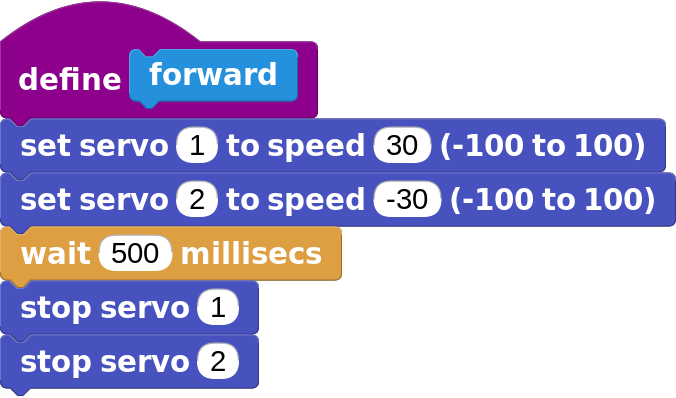 define forward
set servo 1 to speed 30 (-100 to 100)
set servo 2 to speed -30 (-100 to 100)
wait 500 millisecs
stop servo 1
stop servo 2